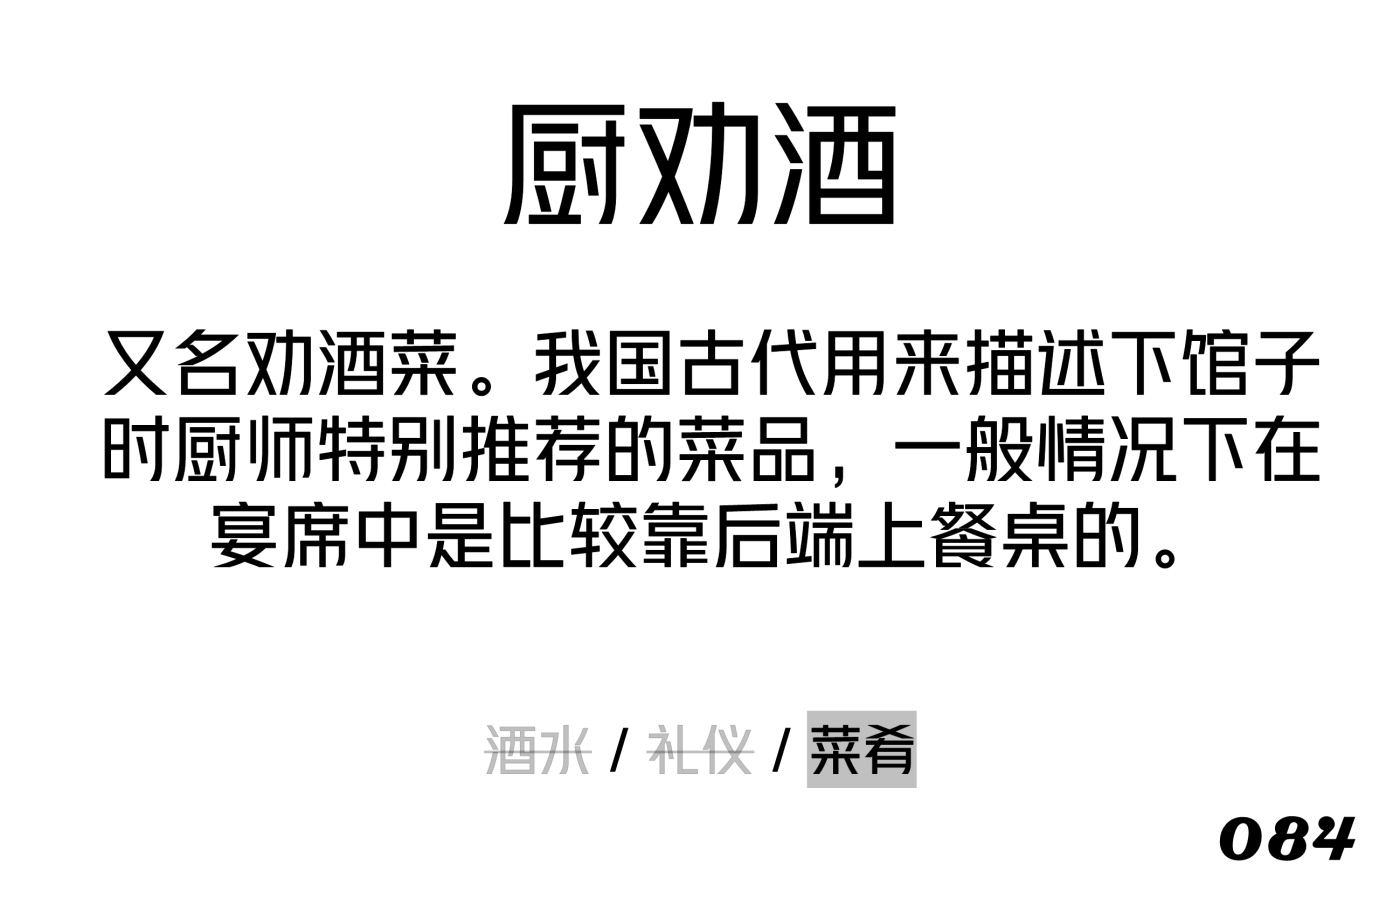 厨劝酒
又名劝酒菜。我国古代用来描述下馆子
时厨师特别推荐的菜品，一般情况下在
宴席中是比较靠后端上餐桌的。
酒水 / 礼仪 / 菜肴
084